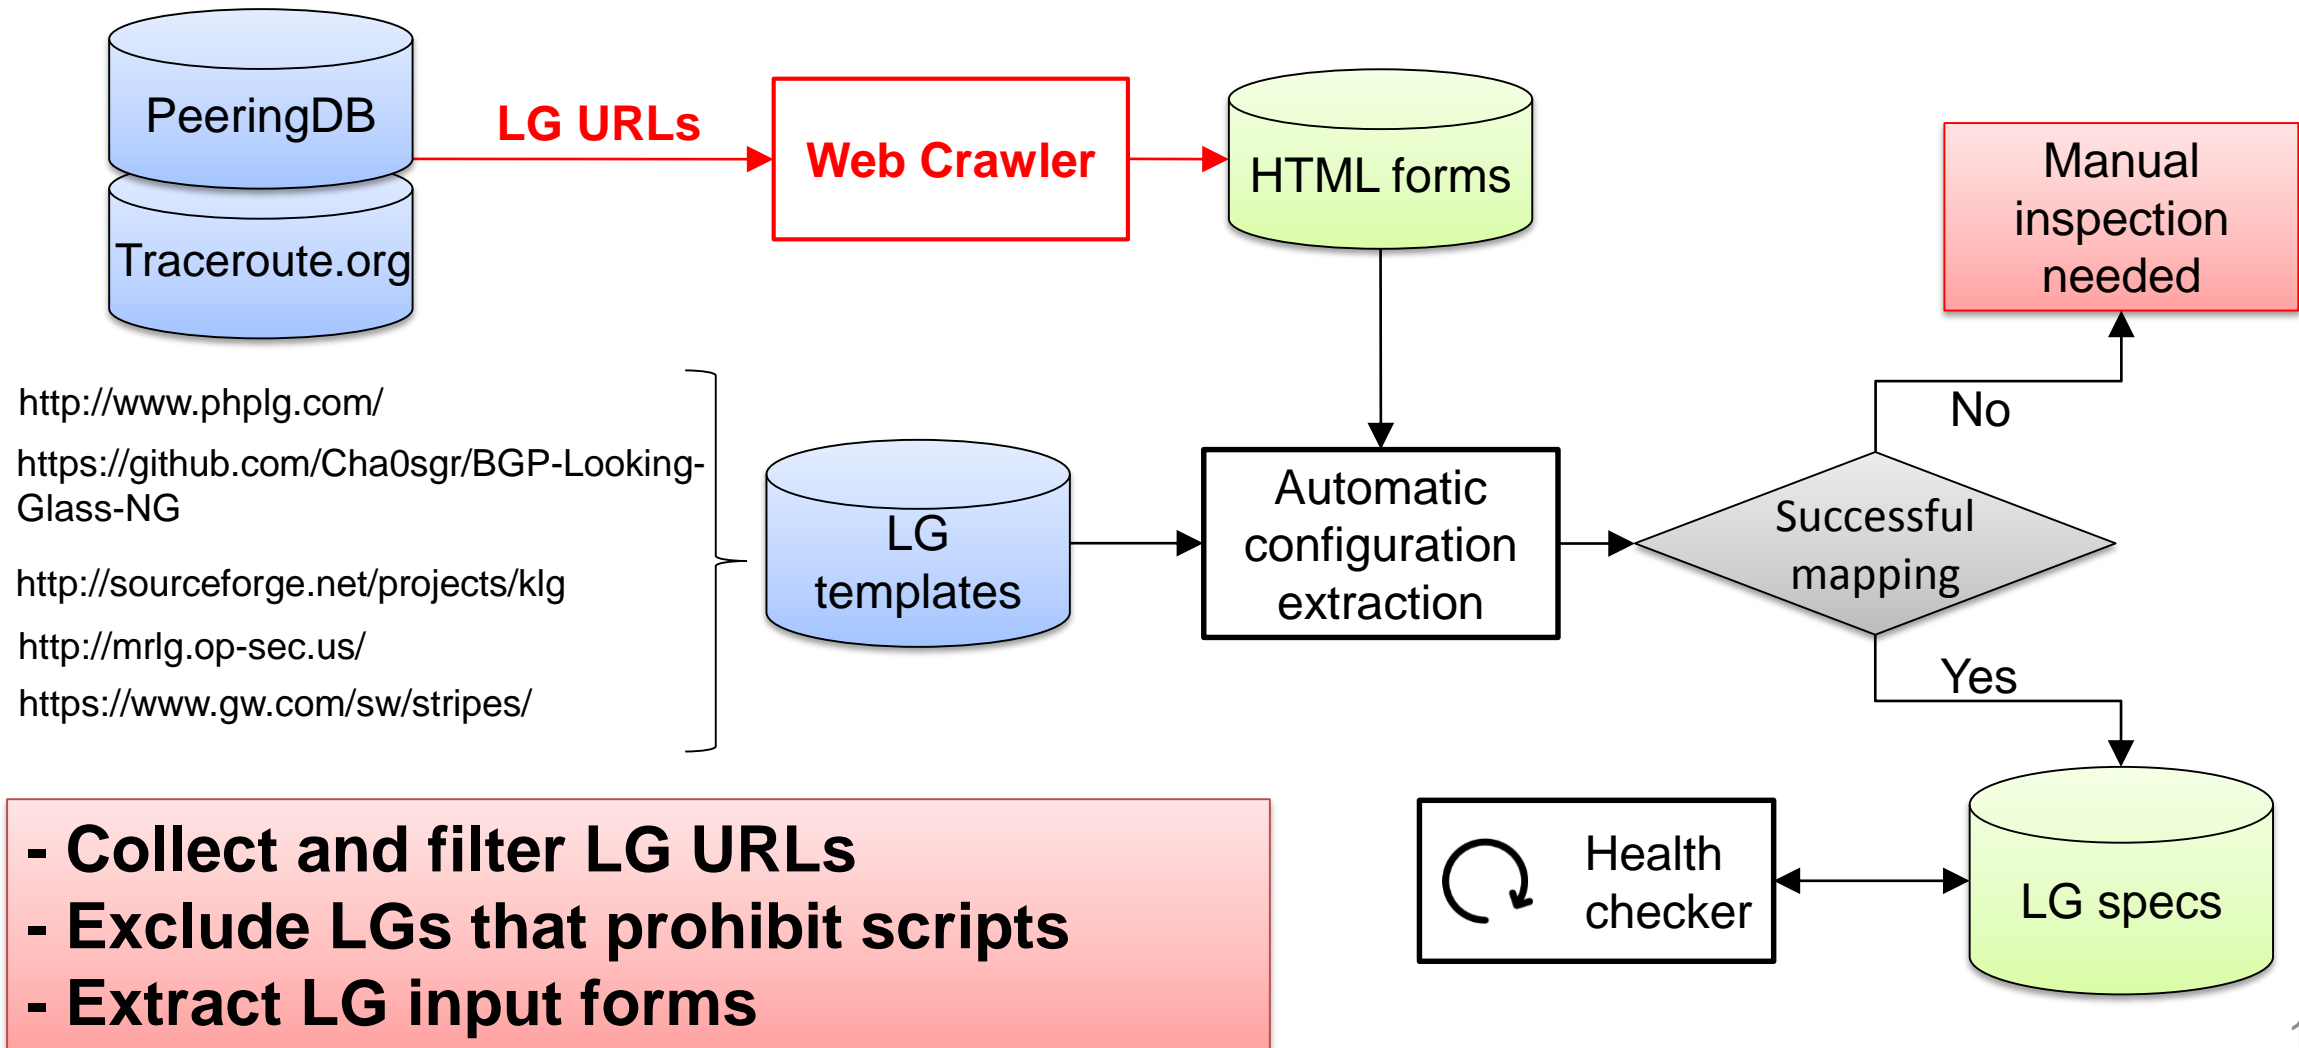 PeeringDB
Traceroute.org
LG URLs
Web Crawler
HTML forms
Manual
inspection
needed
http://www.phplg.com/
https://github.com/Cha0sgr/BGP-Looking-
Glass-NG
http://sourceforge.net/projects/klg
http://mrlg.op-sec.us/
https://www.gw.com/sw/stripes/
LG
templates
Automatic
configuration
extraction
Successful
mapping
No
Yes
Health
checker
LG specs
- Collect and filter LG URLs
- Exclude LGs that prohibit scripts
- Extract LG input forms